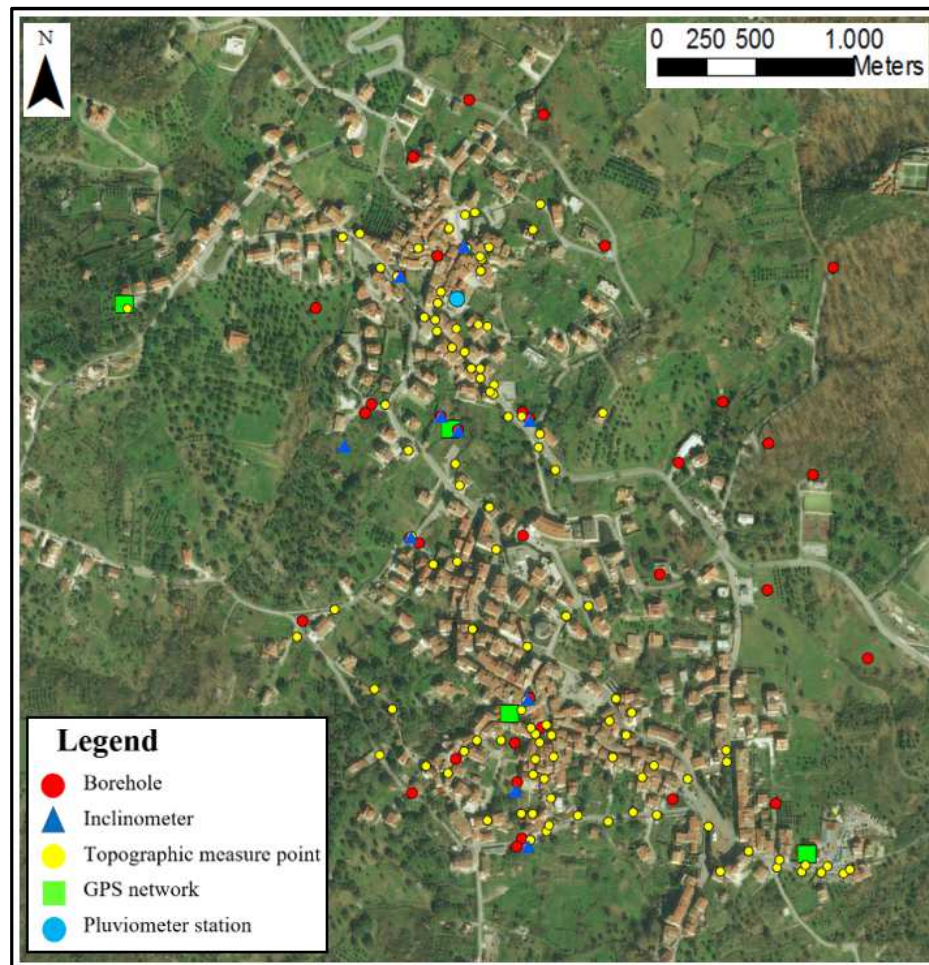 N
0 250 500 1.000
Meters
Legend
Borehole
Inclinometer
Topographic measure point
GPS network
Pluviometer station